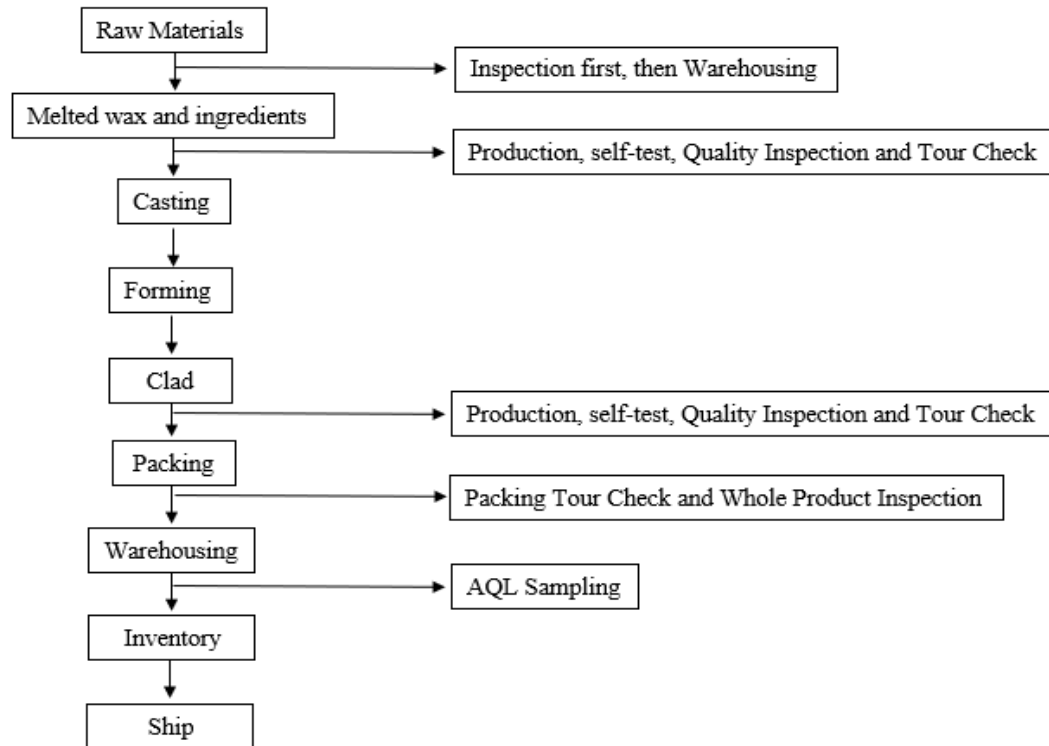 Raw Materials
Inspection first, then Warehousing
Melted wax and ingredients
Production, self-test, Quality Inspection and Tour Check
Casting
Forming
Clad
Production, self-test, Quality Inspection and Tour Check
Packing
Packing Tour Check and Whole Product Inspection
Warehousing
AQL Sampling
Inventory
Ship